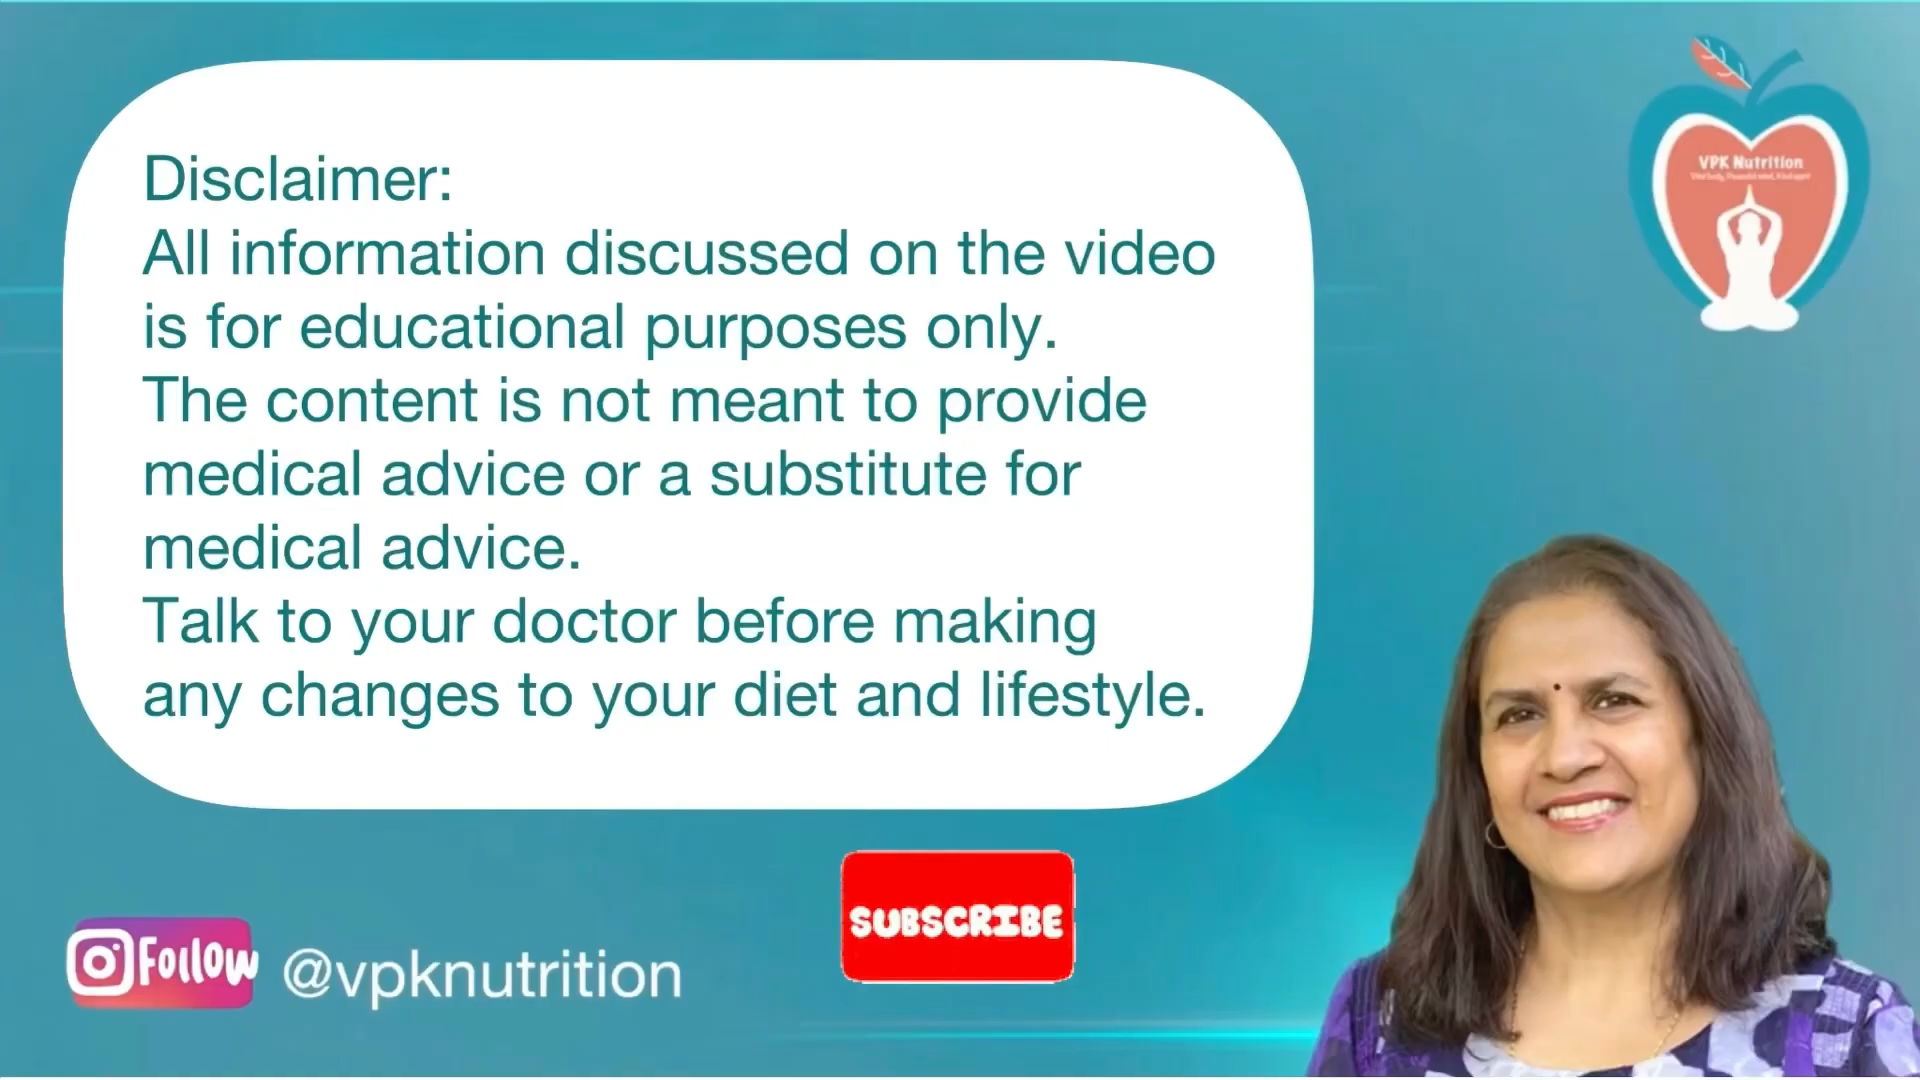 Disclaimer:
All information discussed on the video
is for educational purposes only.
The content is not meant to provide
medical advice or a substitute for
medical advice.
Talk to your doctor before making
any changes to your diet and lifestyle.
VPK Nutrition
SUBSCRIBE
Follow @vpknutrition